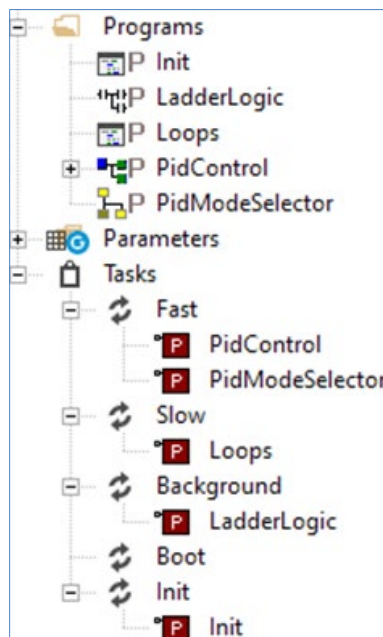 Programs
P Init
P LadderLogic
P Loops
P PidControl
P PidModeSelector
G Parameters
Tasks
Fast
P PidControl
P PidModeSelector
Slow
P Loops
Background
P LadderLogic
Boot
Init
P Init